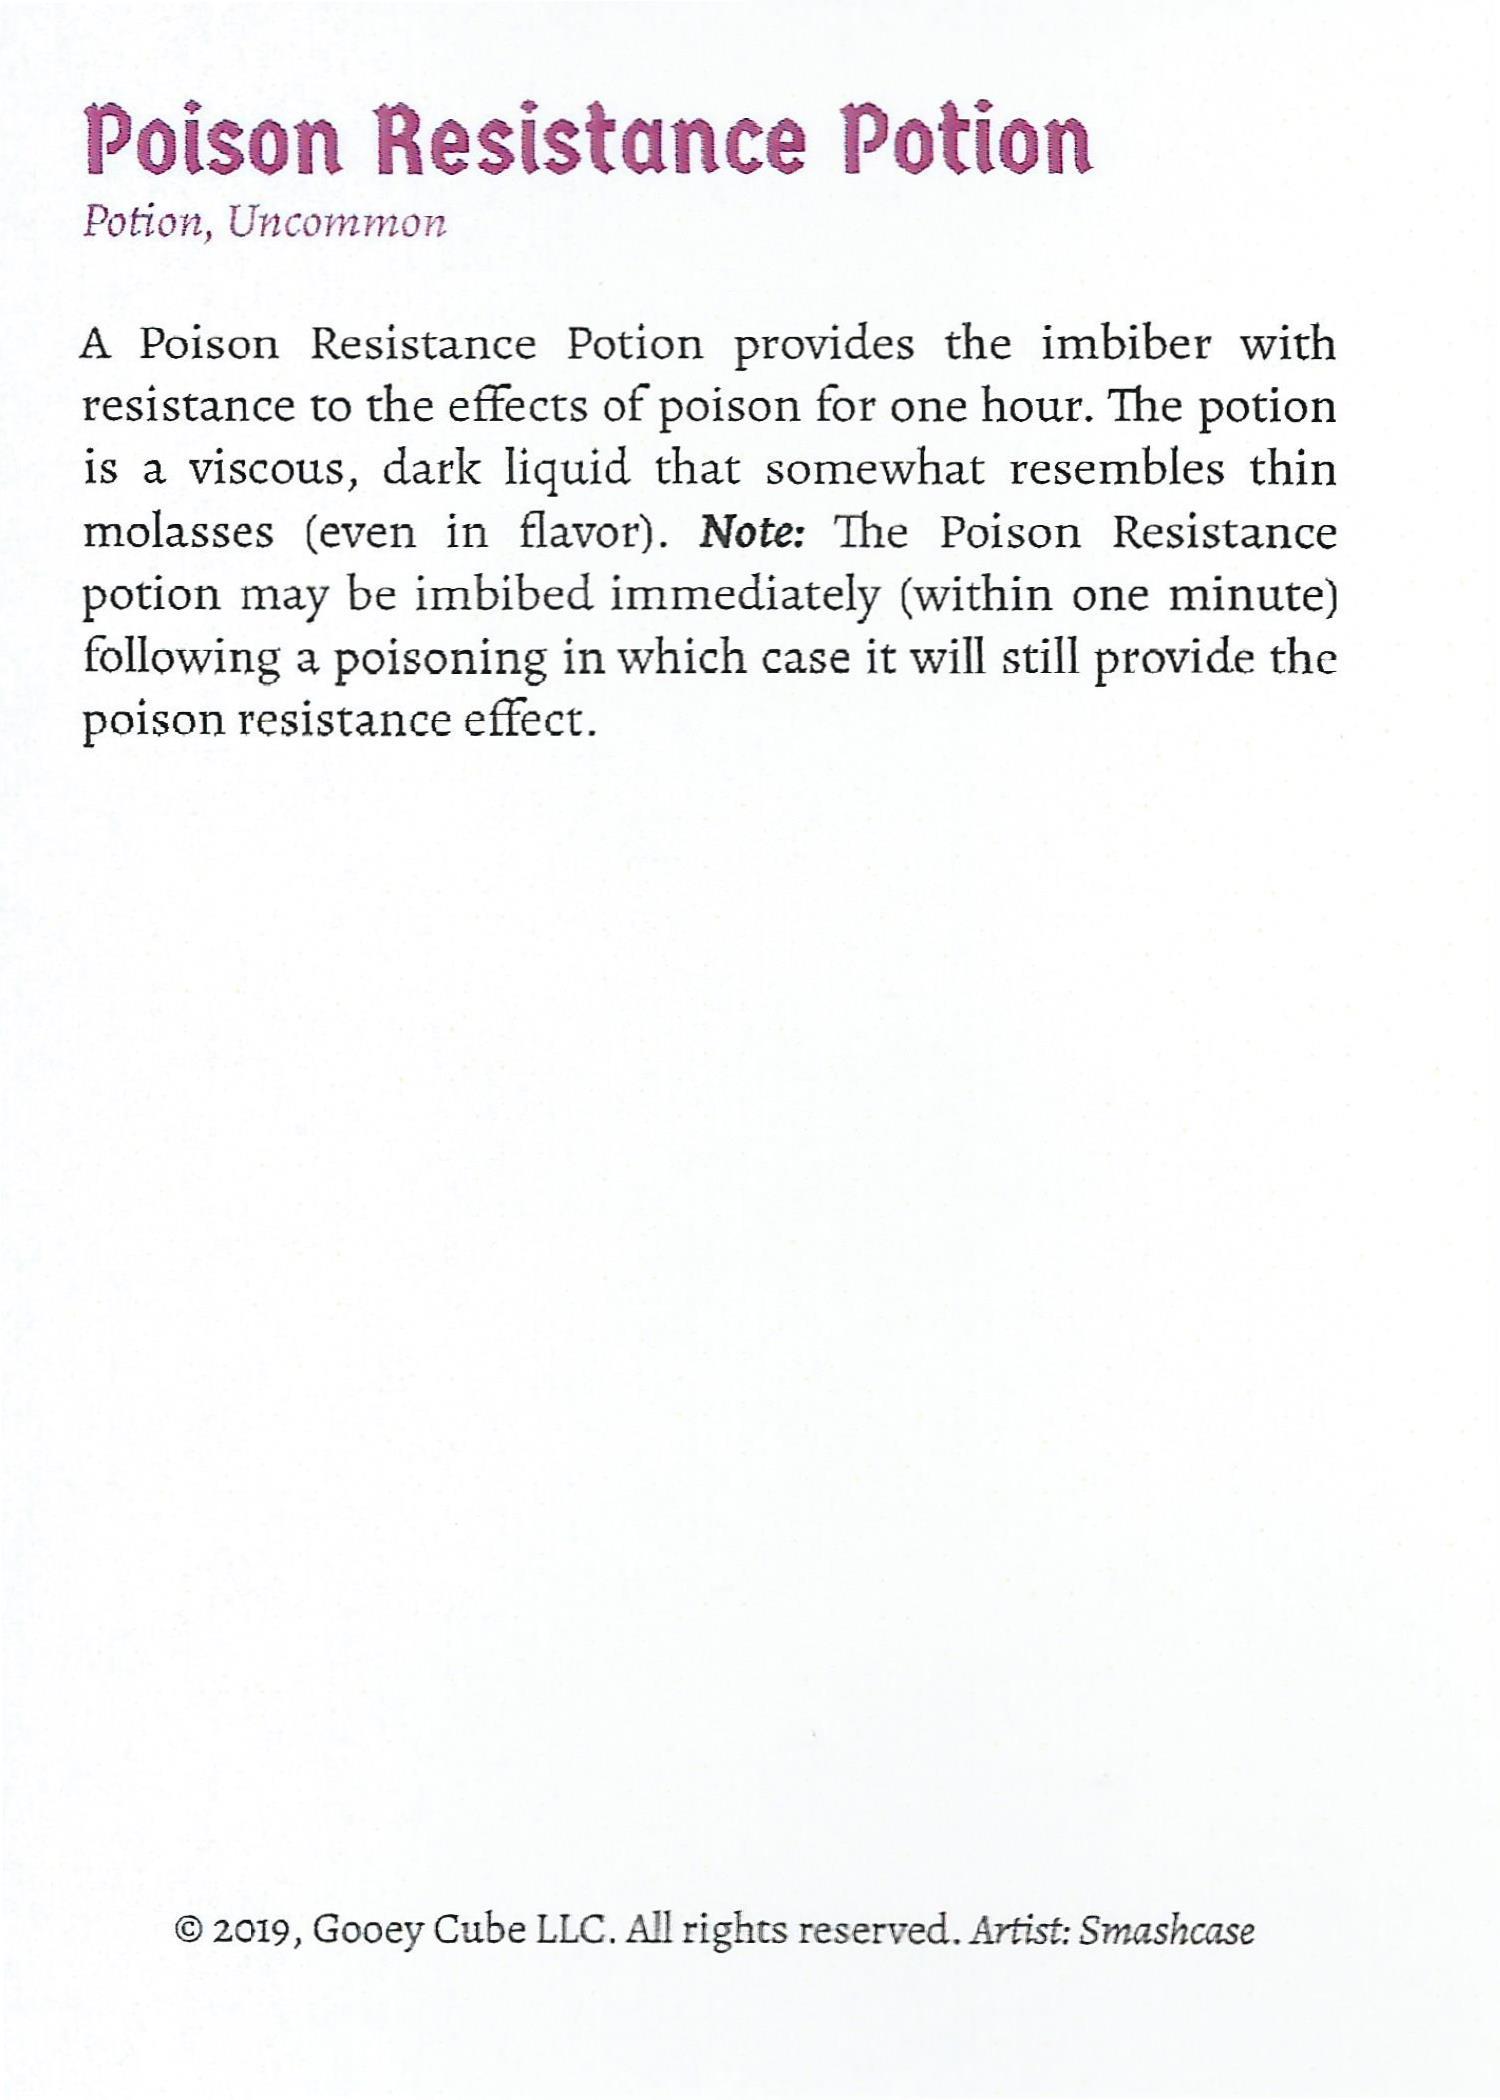 Poison Resistance Potion
Potion, Uncommon
A Poison Resistance Potion provides the imbiber with
resistance to the effects of poison for one hour. The potion
is a viscous, dark liquid that somewhat resembles thin
molasses (even in flavor). Note: The Poison Resistance
potion may be imbibed immediately (within one minute)
following a poisoning in which case it will still provide the
poison resistance effect.
© 2019, Gooey Cube LLC. All rights reserved. Artist: Smashcase